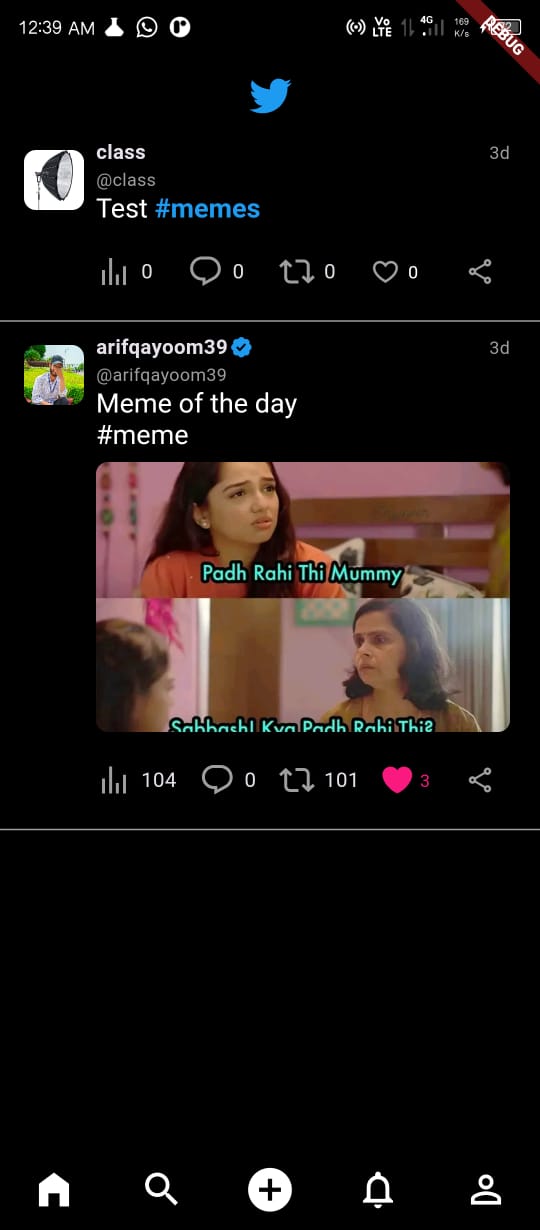 12:39 AM
Vo
LTE
4G
169
K/s
DEBUG
class
3d
@class
Test #memes
0 0 0 0
arifqayoom39
3d
@arifqayoom39
Meme of the day
#meme
Padh Rahi Thi Mummy
Sabbash! Kya Padh Rahi Thi?
104 0 101 3